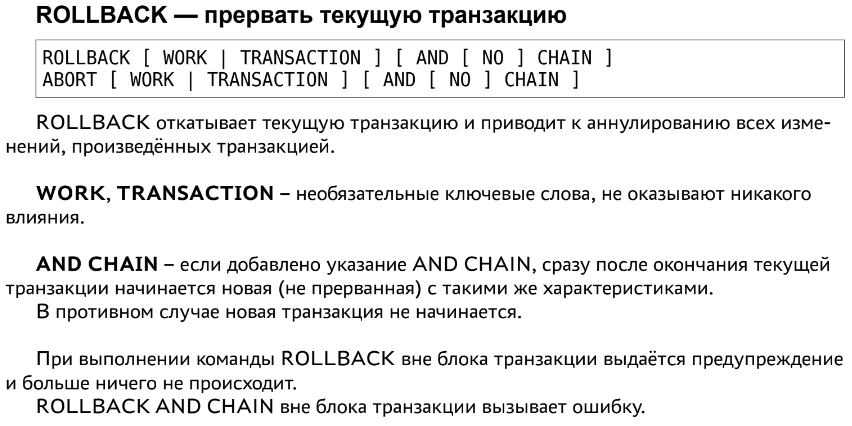 ROLLBACK — прервать текущую транзакцию
ROLLBACK [ WORK | TRANSACTION ] [ AND [ NO ] CHAIN ]
ABORT [ WORK | TRANSACTION ] [ AND [ NO ] CHAIN ]
ROLLBACK откатывает текущую транзакцию и приводит к аннулированию всех изме-
нений, произведённых транзакцией.
WORK, TRANSACTION – необязательные ключевые слова, не оказывают никакого
влияния.
AND CHAIN – если добавлено указание AND CHAIN, сразу после окончания текущей
транзакции начинается новая (не прерванная) с такими же характеристиками.
В противном случае новая транзакция не начинается.
При выполнении команды ROLLBACK вне блока транзакции выдаётся предупреждение
и больше ничего не происходит.
ROLLBACK AND CHAIN вне блока транзакции вызывает ошибку.